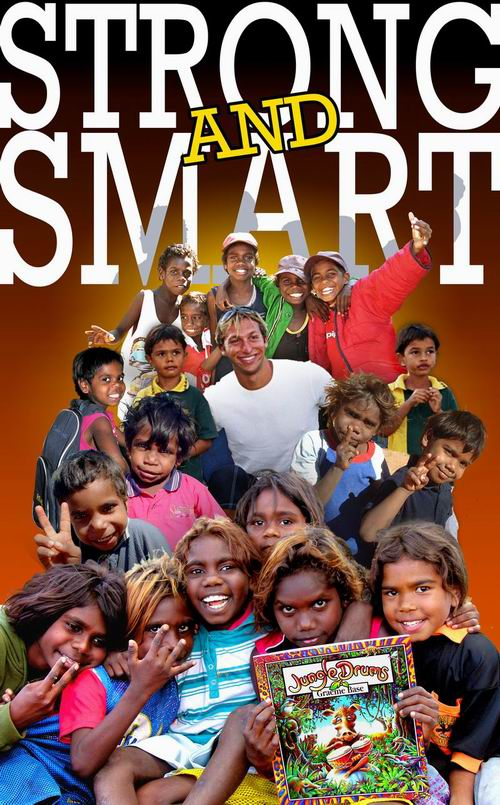 STRONG
AND
SMART
Jungle Drums
Graeme Base